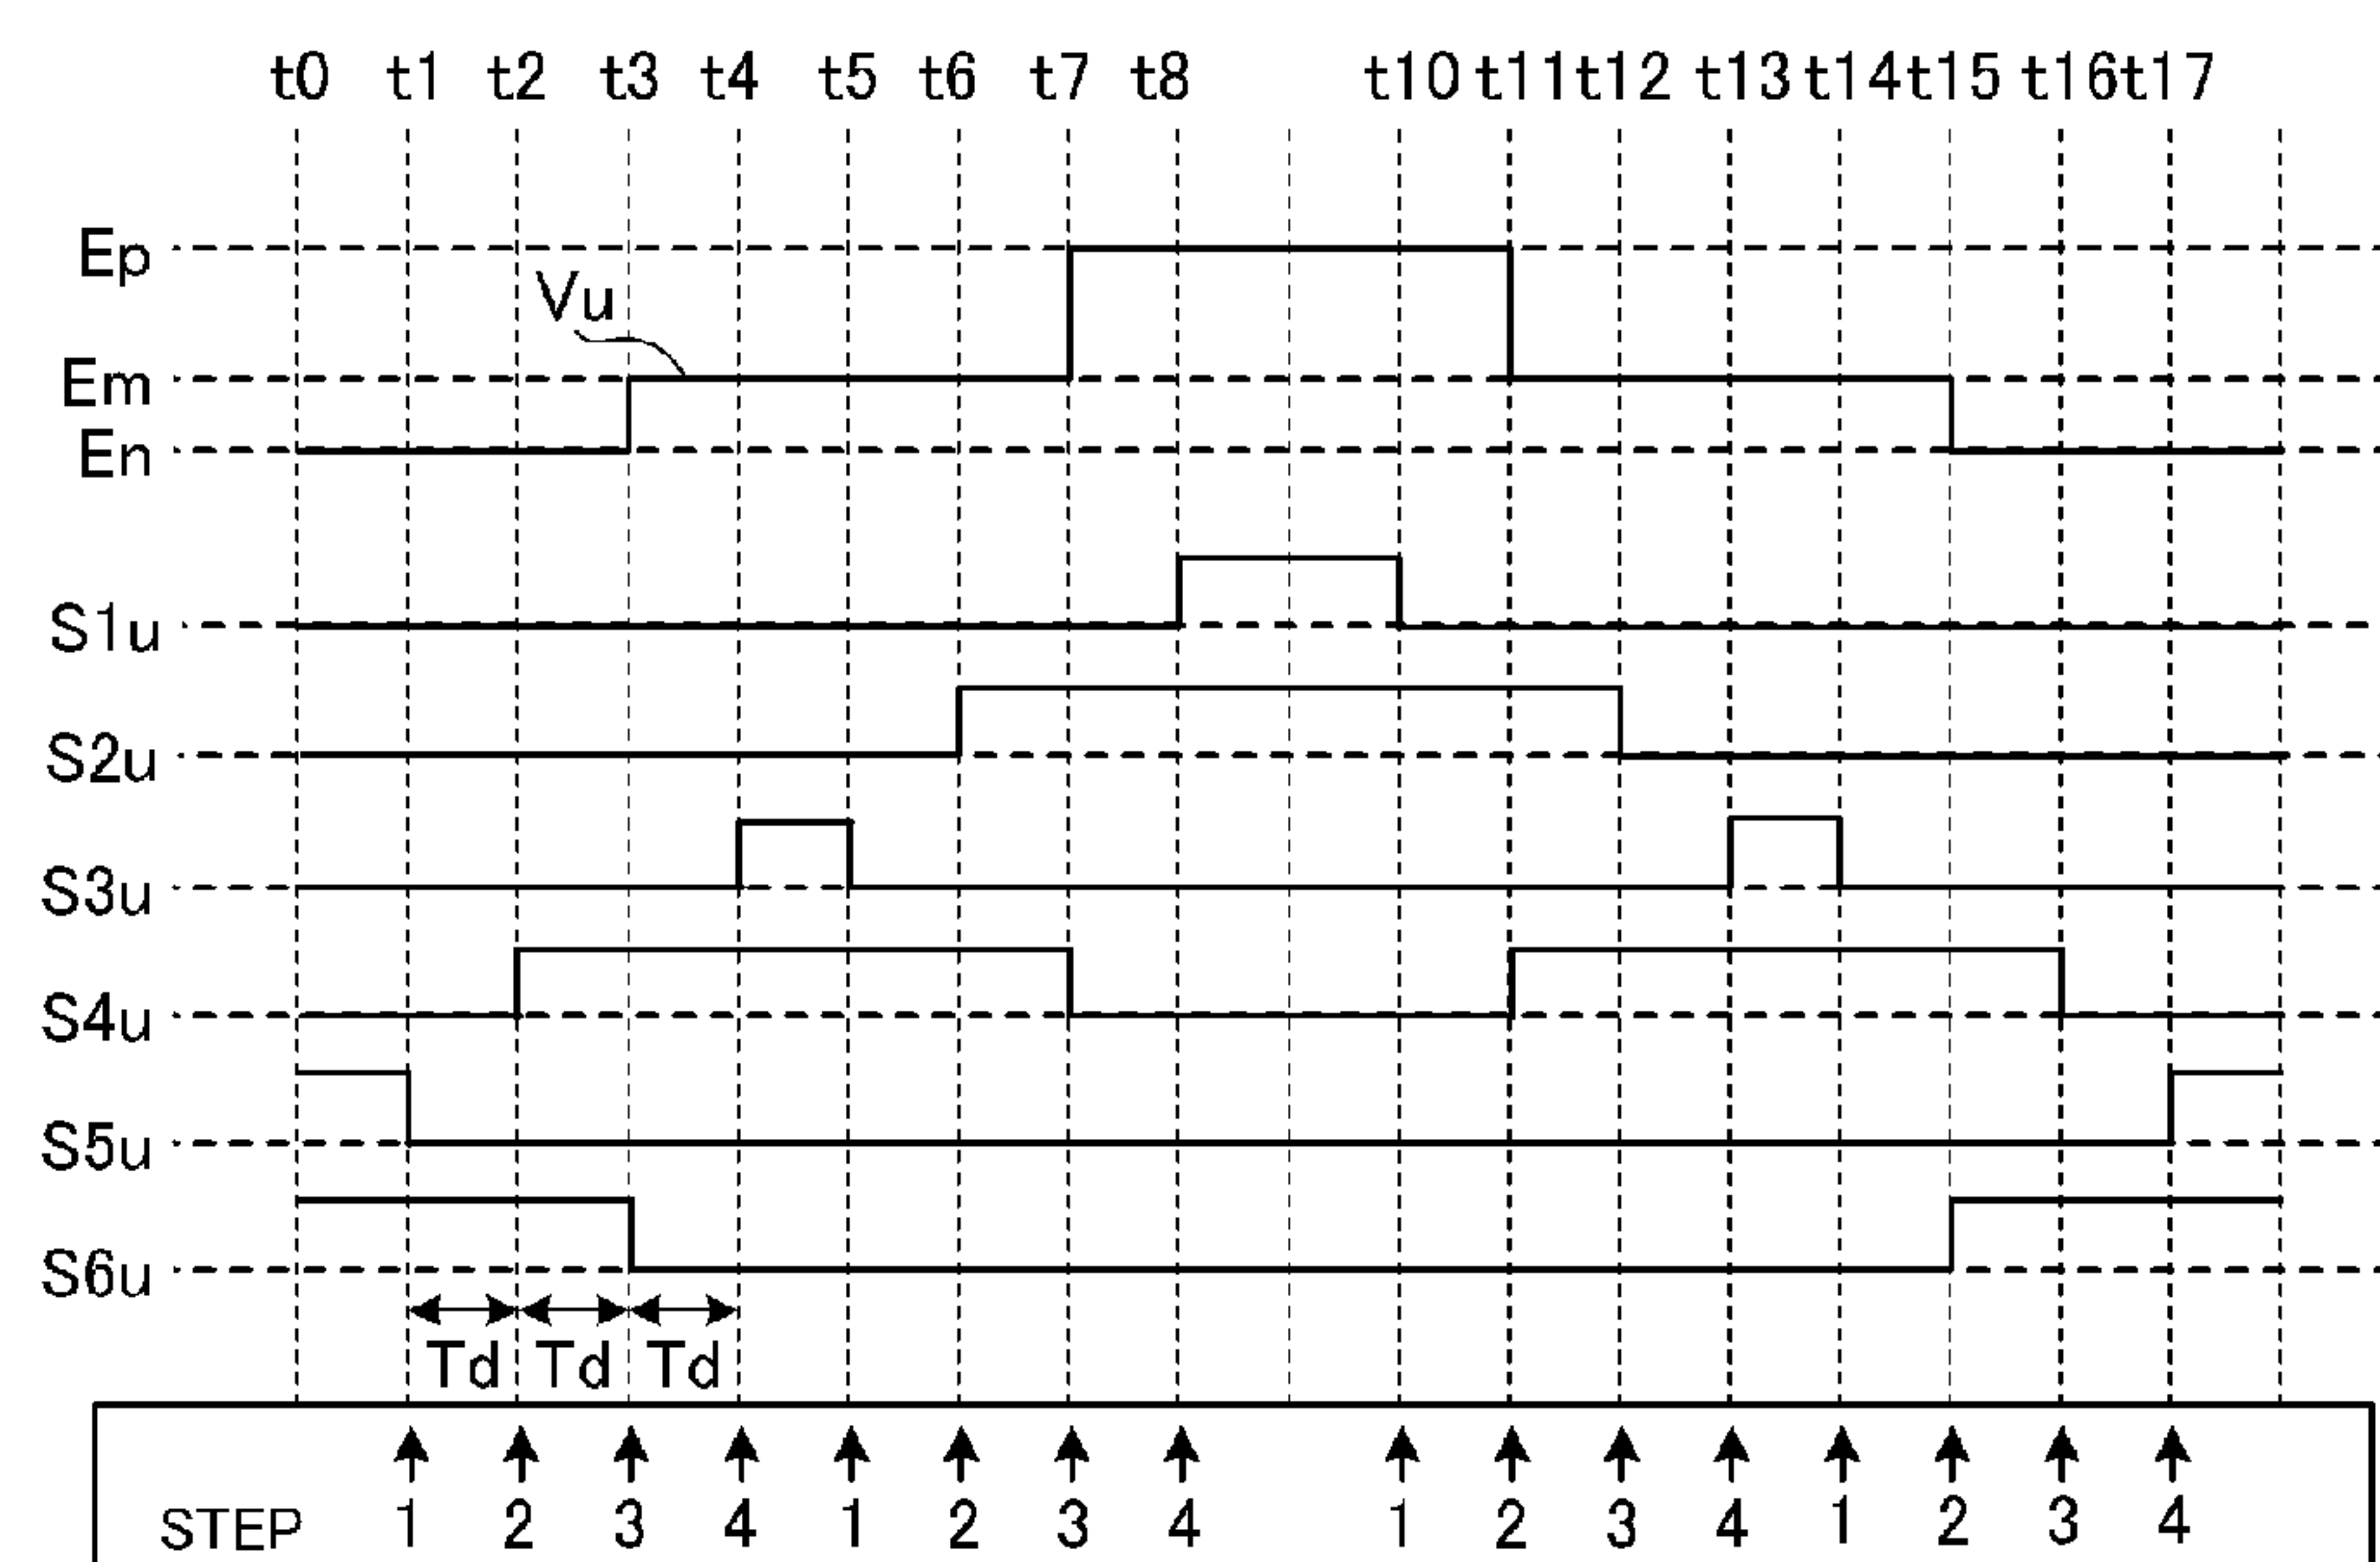 t0 t1 t2 t3 t4 t5 t6 t7 t8 t10 t11 t12 t13 t14 t15 t16 t17
Ep
Vu
Em
En
S1u
S2u
S3u
S4u
S5u
S6u
Td Td Td
STEP 1 2 3 4 1 2 3 4 1 2 3 4 1 2 3 4